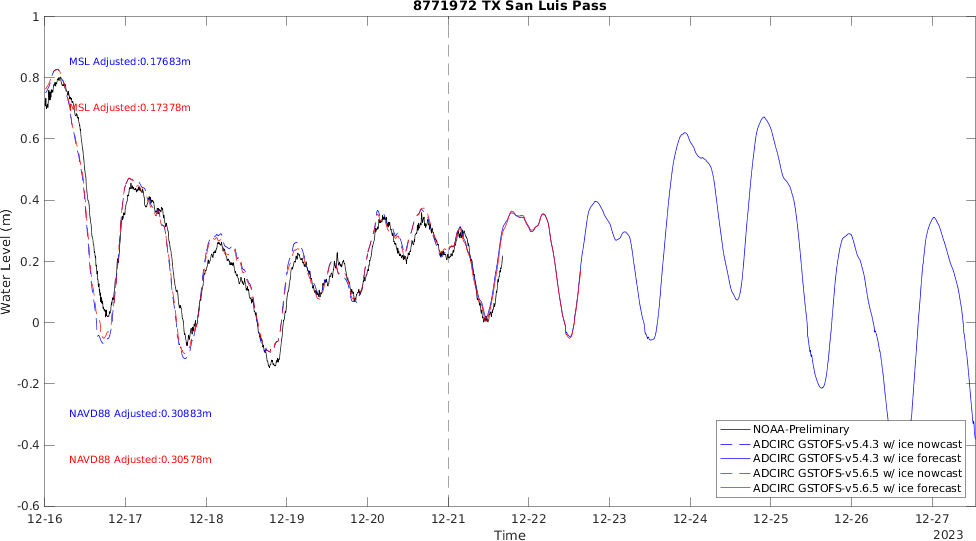 8771972 TX San Luis Pass
1
0.8
0.6
0.4
0.2
0
-0.2
-0.4
-0.6
Water Level (m)
MSL Adjusted:0.17683m
MSL Adjusted:0.17378m
NAVD88 Adjusted:0.30883m
NAVD88 Adjusted:0.30578m
NOAA-Preliminary
ADCIRC GSTOFS-v5.4.3 w/ ice nowcast
ADCIRC GSTOFS-v5.4.3 w/ ice forecast
ADCIRC GSTOFS-v5.6.5 w/ ice nowcast
ADCIRC GSTOFS-v5.6.5 w/ ice forecast
12-16 12-17 12-18 12-19 12-20 12-21 12-22 12-23 12-24 12-25 12-26 12-27
Time
2023